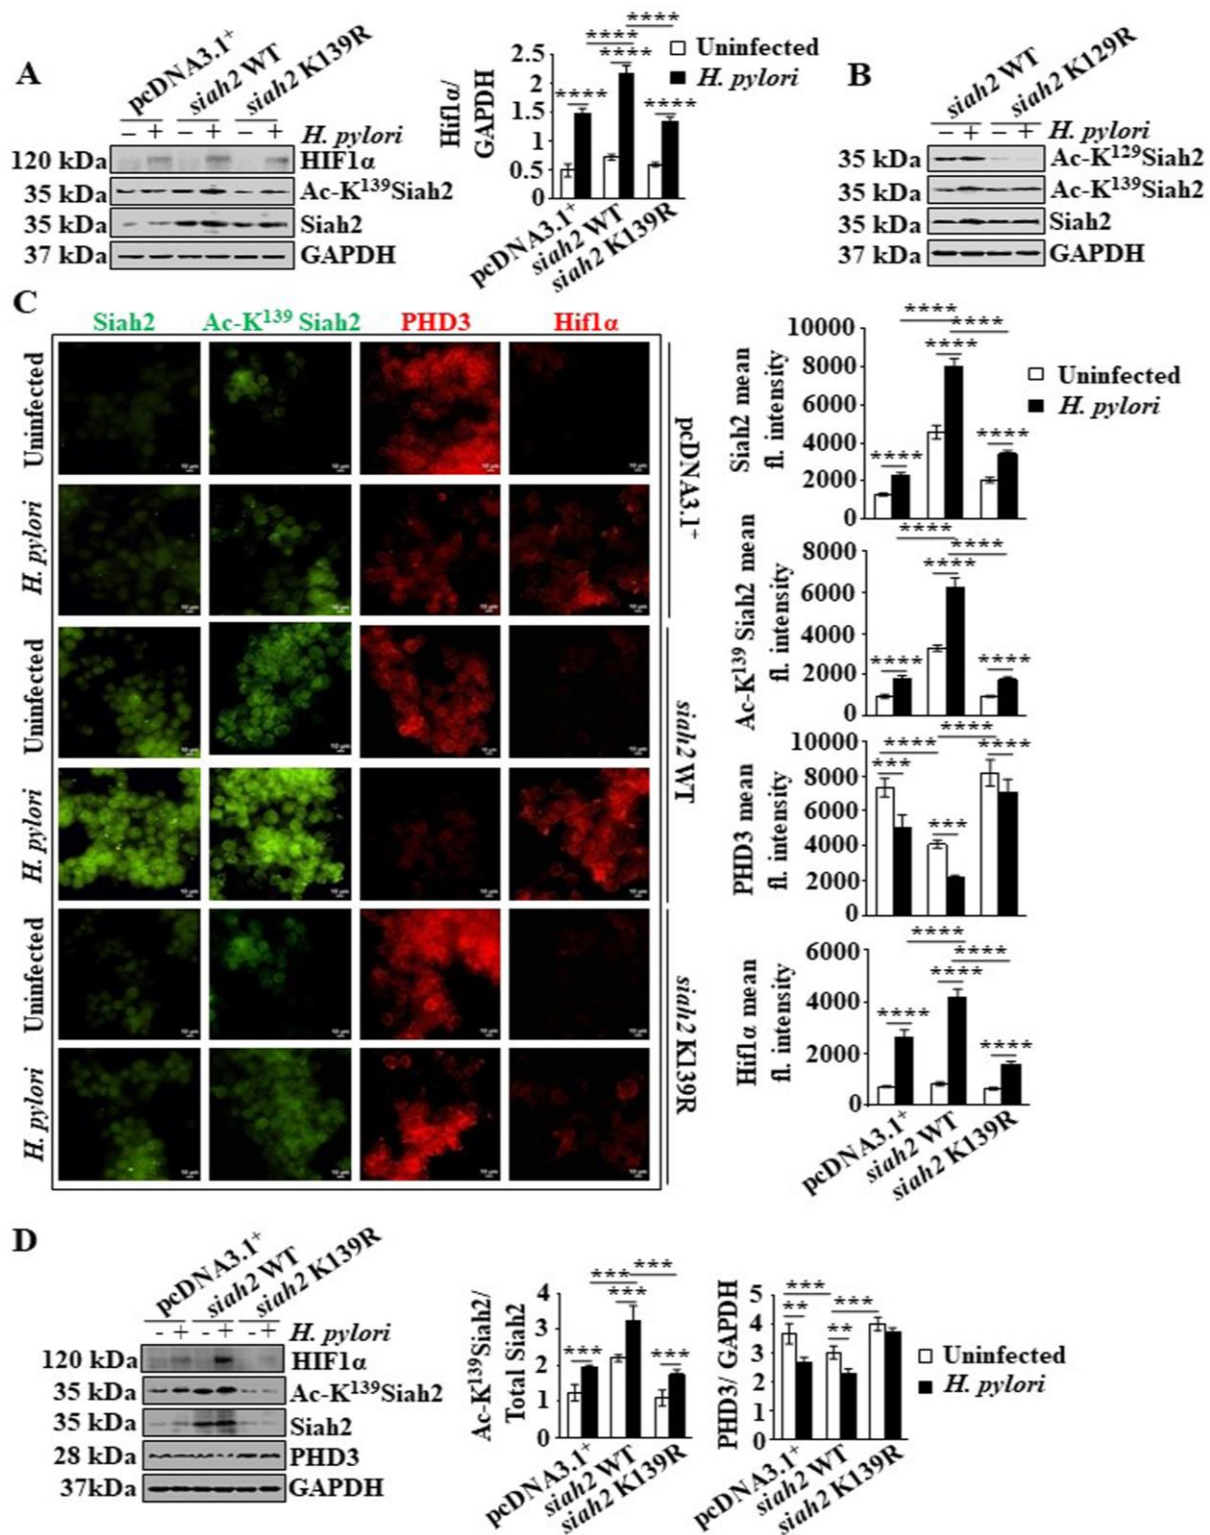 A
pcDNA3.1+
siah2 WT
siah2 K139R
– + – + – + H. pylori
120 kDa HIF1α
35 kDa Ac-K139Siah2
35 kDa Siah2
37 kDa GAPDH
Hif1α/
GAPDH
2.5
2
1.5
1
0.5
0
****
****
****
****
****
Uninfected
H. pylori
pcDNA3.1+
siah2 WT
siah2 K139R
B
siah2 WT
siah2 K129R
– + – + H. pylori
35 kDa Ac-K129Siah2
35 kDa Ac-K139Siah2
35 kDa Siah2
37 kDa GAPDH
C
Siah2 Ac-K139 Siah2 PHD3 Hif1α
Uninfected
H. pylori
pcDNA3.1+
Uninfected
H. pylori
siah2 WT
Uninfected
H. pylori
siah2 K139R
Siah2 mean
fl. intensity
10000
8000
6000
4000
2000
0
****
****
****
****
****
Uninfected
H. pylori
Ac-K139 Siah2 mean
fl. intensity
8000
6000
4000
2000
0
****
****
****
****
****
PHD3 mean
fl. intensity
10000
8000
6000
4000
2000
0
****
****
****
***
***
Hif1α mean
fl. intensity
6000
4000
2000
0
****
****
****
****
****
pcDNA3.1+
siah2 WT
siah2 K139R
D
pcDNA3.1+
siah2 WT
siah2 K139R
- + - + - + H. pylori
120 kDa HIF1α
35 kDa Ac-K139Siah2
35 kDa Siah2
28 kDa PHD3
37kDa GAPDH
Ac-K139Siah2/
Total Siah2
4
3
2
1
0
***
***
***
***
***
pcDNA3.1+
siah2 WT
siah2 K139R
PHD3/ GAPDH
5
4
3
2
1
0
***
***
**
**
Uninfected
H. pylori
pcDNA3.1+
siah2 WT
siah2 K139R